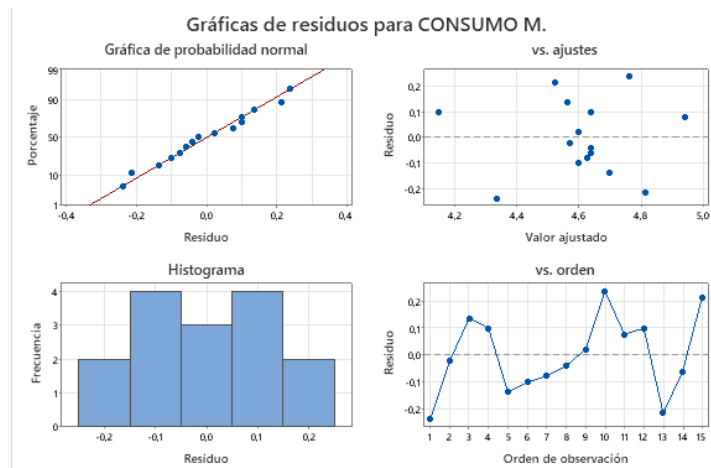 Gráficas de residuos para CONSUMO M.
Gráfica de probabilidad normal
99
90
50
10
1
Porcentaje
-0,4 -0,2 0,0 0,2 0,4
Residuo
vs. ajustes
0,2
0,1
0,0
-0,1
-0,2
Residuo
4,2 4,4 4,6 4,8 5,0
Valor ajustado
Histograma
4
3
2
1
0
Frecuencia
-0,2 -0,1 0,0 0,1 0,2
Residuo
vs. orden
0,2
0,1
0,0
-0,1
-0,2
Residuo
1 2 3 4 5 6 7 8 9 10 11 12 13 14 15
Orden de observación